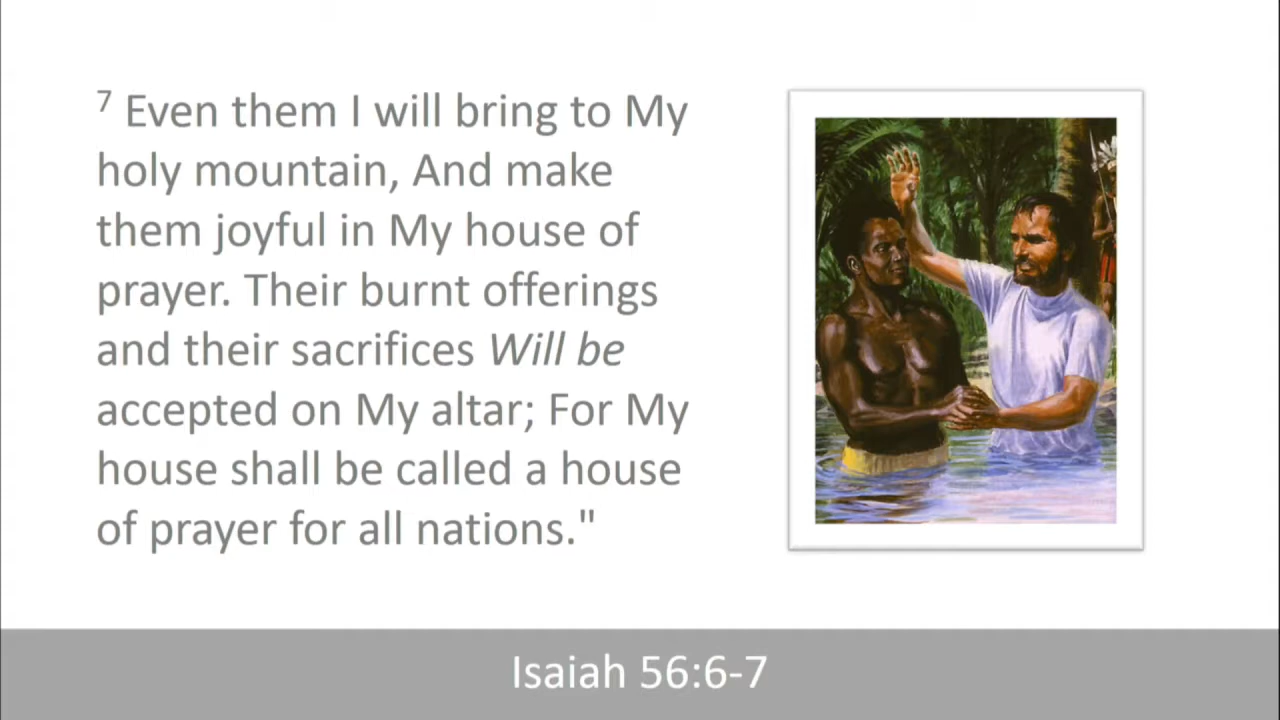 7 Even them I will bring to My
holy mountain, And make
them joyful in My house of
prayer. Their burnt offerings
and their sacrifices Will be
accepted on My altar; For My
house shall be called a house
of prayer for all nations."
Isaiah 56:6-7